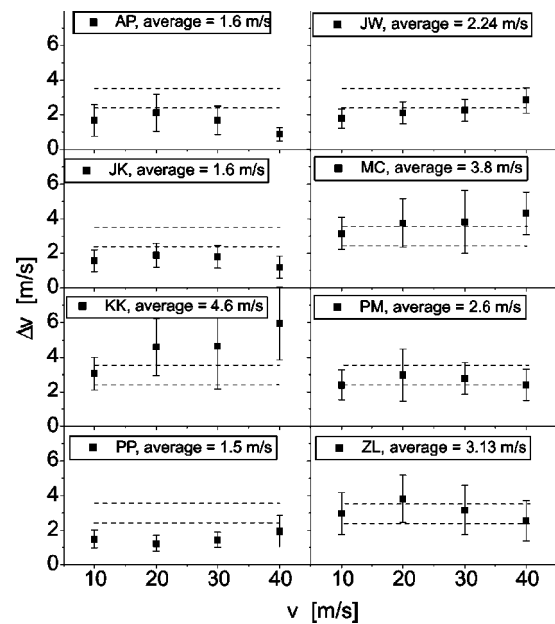 AP, average = 1.6 m/s
JW, average = 2.24 m/s
8
6
4
2
0
JK, average = 1.6 m/s
MC, average = 3.8 m/s
6
4
2
0
KK, average = 4.6 m/s
PM, average = 2.6 m/s
6
4
2
0
PP, average = 1.5 m/s
ZL, average = 3.13 m/s
6
4
2
0
Δv [m/s]
10 20 30 40 10 20 30 40
v [m/s]